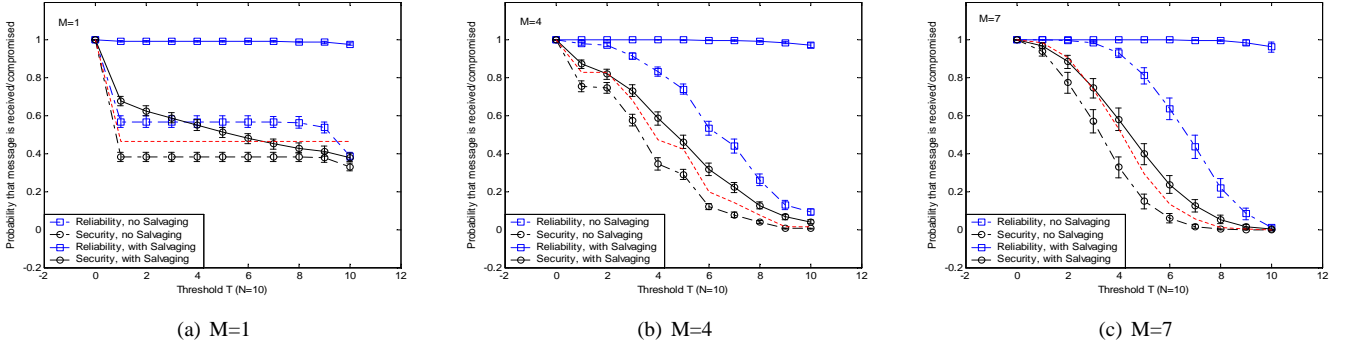 M=1
Probability that message is received/compromised
1
0.8
0.6
0.4
0.2
0
-0.2
Reliability, no Salvaging
Security, no Salvaging
Reliability, with Salvaging
Security, with Salvaging
-2 0 2 4 6 8 10 12
Threshold T (N=10)
(a) M=1
M=4
Probability that message is received/compromised
1
0.8
0.6
0.4
0.2
0
-0.2
Reliability, no Salvaging
Security, no Salvaging
Reliability, with Salvaging
Security, with Salvaging
-2 0 2 4 6 8 10 12
Threshold T (N=10)
(b) M=4
M=7
Probability that message is received/compromised
1
0.8
0.6
0.4
0.2
0
-0.2
Reliability, no Salvaging
Security, no Salvaging
Reliability, with Salvaging
Security, with Salvaging
-2 0 2 4 6 8 10 12
Threshold T (N=10)
(c) M=7